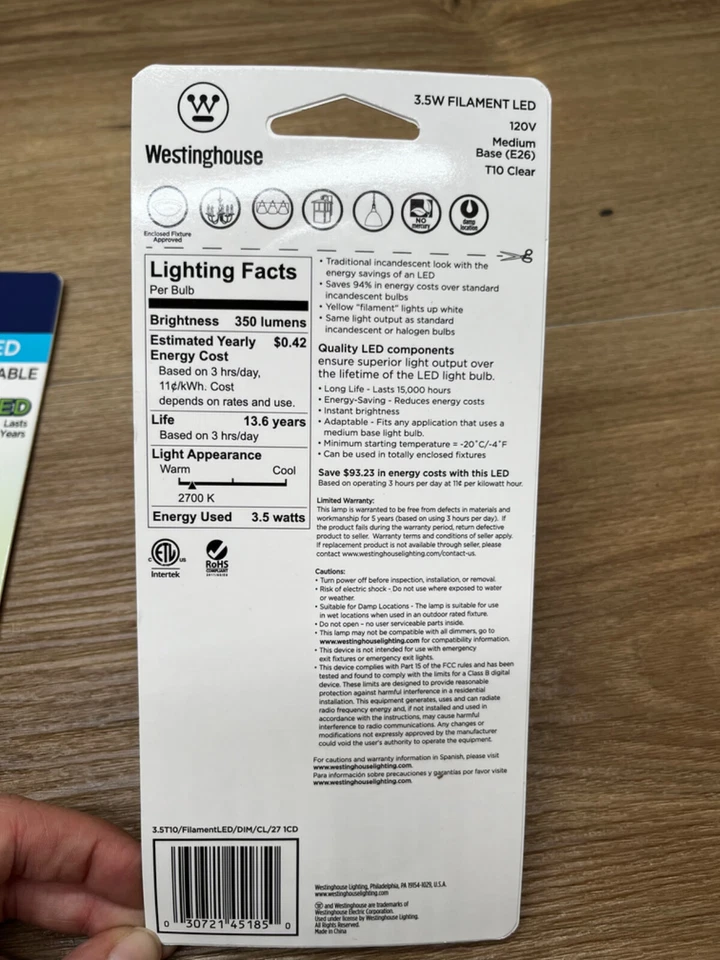 Westinghouse
3.5W FILAMENT LED
120V
Medium
Base (E26)
T10 Clear
Enclosed Fixture
Approved
NO
mercury
damp
location
Lighting Facts
Per Bulb
Brightness 350 lumens
Estimated Yearly $0.42
Energy Cost
Based on 3 hrs/day,
11¢/kWh. Cost
depends on rates and use.
Life 13.6 years
Based on 3 hrs/day
Light Appearance
Warm Cool
2700 K
Energy Used 3.5 watts
c ETL us
Intertek
RoHS
COMPLIANT
• Traditional incandescent look with the
energy savings of an LED
• Saves 94% in energy costs over standard
incandescent bulbs
• Yellow "filament" lights up white
• Same light output as standard
incandescent or halogen bulbs
Quality LED components
ensure superior light output over
the lifetime of the LED light bulb.
• Long Life - Lasts 15,000 hours
• Energy-Saving - Reduces energy costs
• Instant brightness
• Adaptable - Fits any application that uses a
medium base light bulb.
• Minimum starting temperature = -20°C/-4°F
• Can be used in totally enclosed fixtures
Save $93.23 in energy costs with this LED
Based on operating 3 hours per day at 11¢ per kilowatt hour.
Limited Warranty:
This lamp is warranted to be free from defects in materials and
workmanship for 5 years (based on using 3 hours per day). If
the product fails during the warranty period, return defective
product to seller. Warranty terms and conditions of seller apply.
If replacement product is not available through seller, please
contact www.westinghouselighting.com/contact-us.
Cautions:
• Turn power off before inspection, installation, or removal.
• Risk of electric shock - Do not use where exposed to water
or weather.
• Suitable for Damp Locations - The lamp is suitable for use
in wet locations when used in an outdoor rated fixture.
• Do not open – no user serviceable parts inside.
• This lamp may not be compatible with all dimmers, go to
www.westinghouselighting.com for compatibility information.
• This device is not intended for use with emergency
exit fixtures or emergency exit lights.
• This device complies with Part 15 of the FCC rules and has been
tested and found to comply with the limits for a Class B digital
device. These limits are designed to provide reasonable
protection against harmful interference in a residential
installation. This equipment generates, uses and can radiate
radio frequency energy and, if not installed and used in
accordance with the instructions, may cause harmful
interference to radio communications. Any changes or
modifications not expressly approved by the manufacturer
could void the user's authority to operate the equipment.
For cautions and warranty information in Spanish, please visit
www.westinghouselighting.com.
Para información sobre precauciones y garantías por favor visite
www.westinghouselighting.com.
3.5T10/FilamentLED/DIM/CL/27 1CD
0 30721 45185 0
Westinghouse Lighting, Philadelphia, PA 19154-1029, U.S.A.
www.westinghouselighting.com
and Westinghouse are trademarks of
Westinghouse Electric Corporation.
Used under license by Westinghouse Lighting.
All Rights Reserved
Made in China
ED
ABLE
ED
Lasts
Years